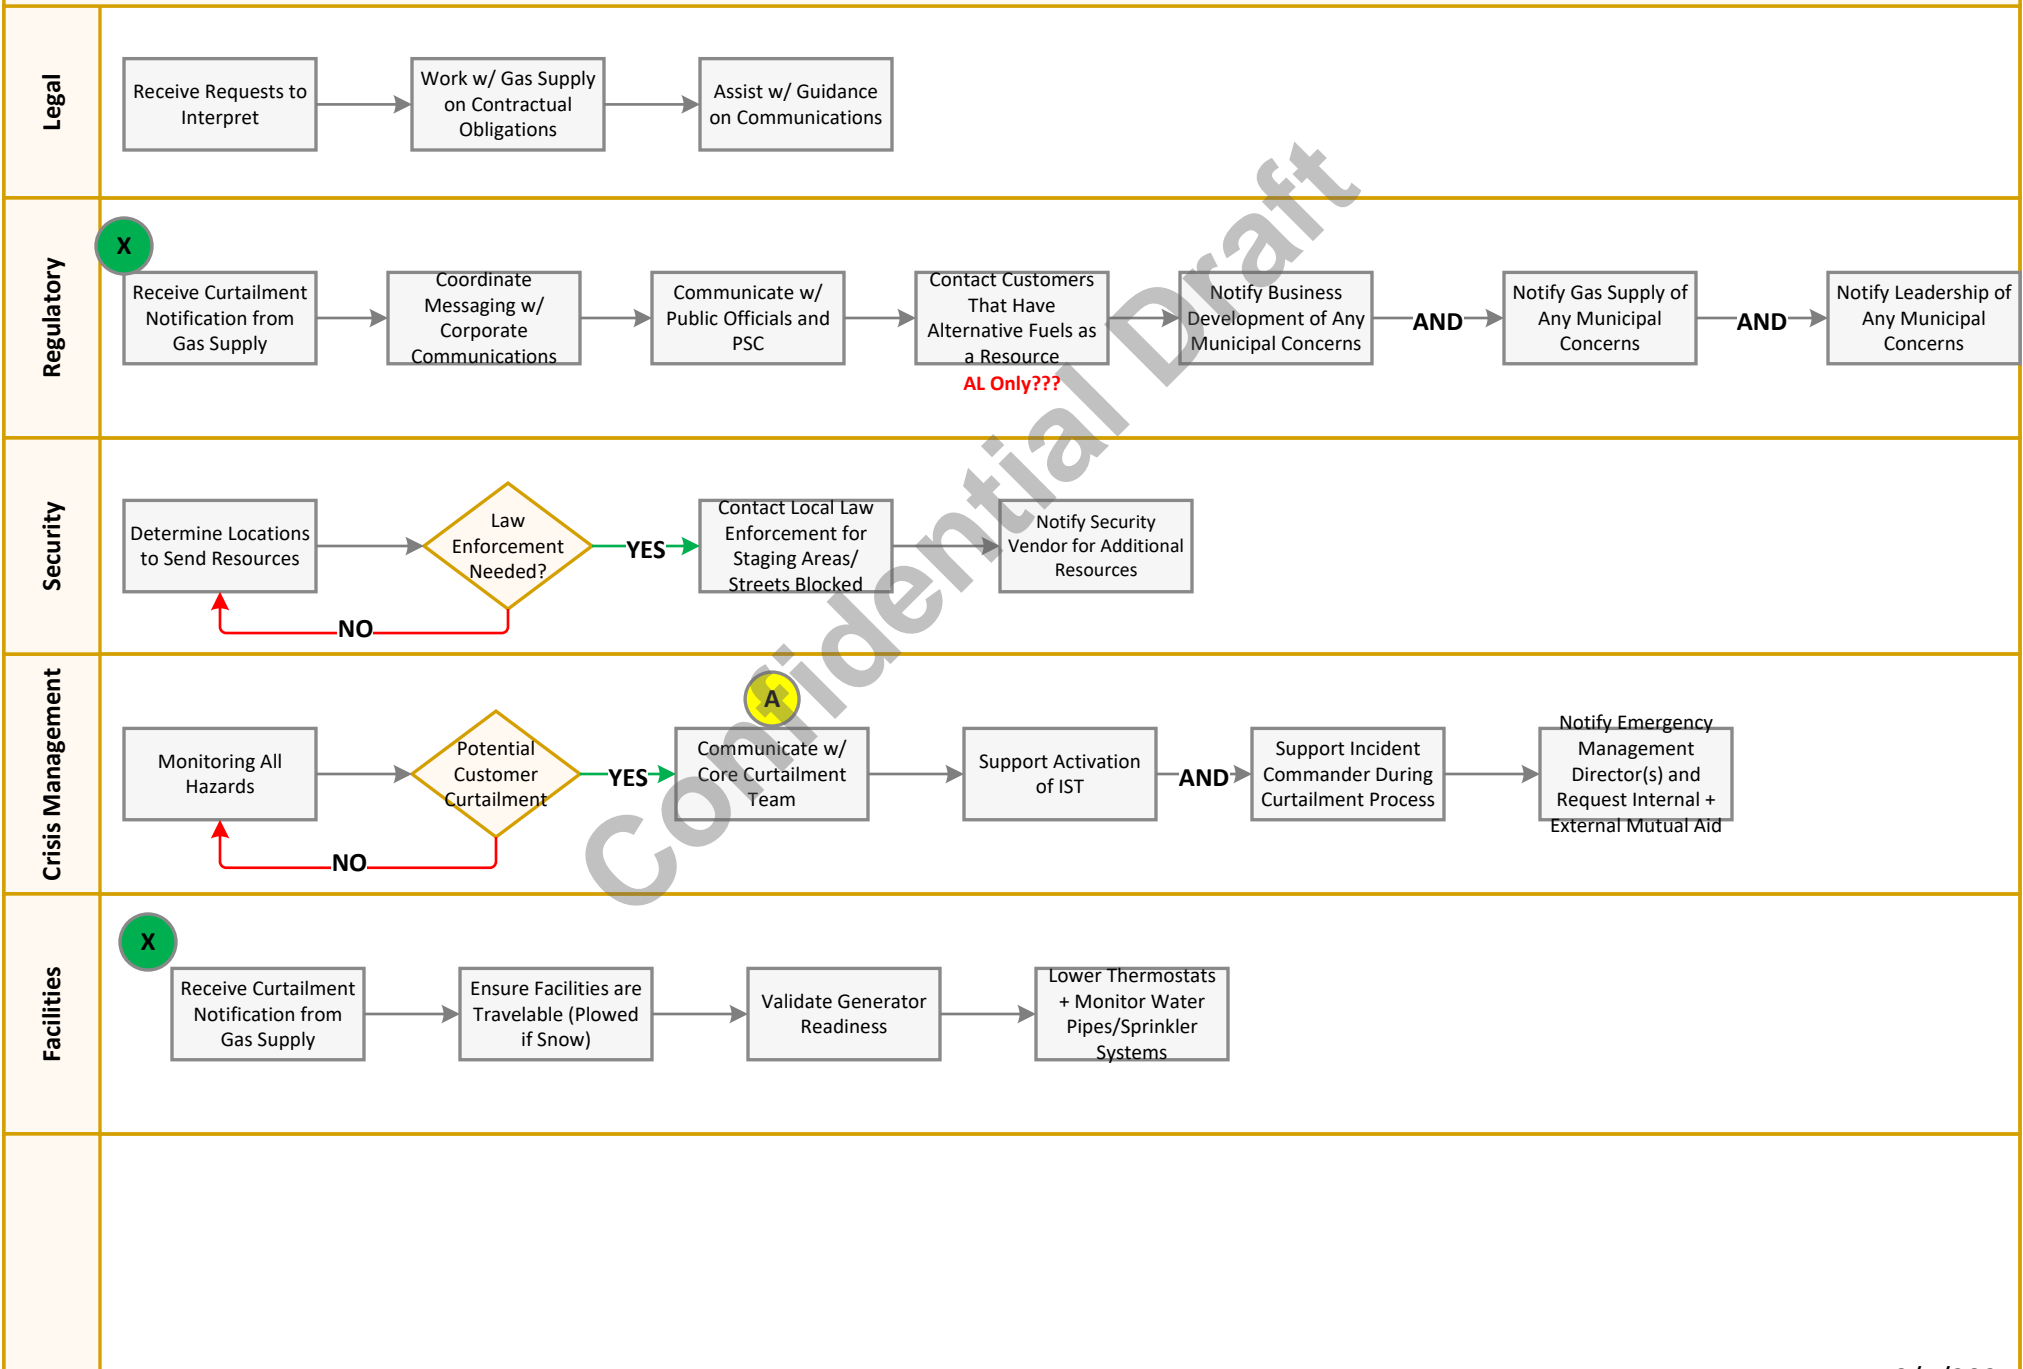 Legal
Receive Requests to
Interpret
Work w/ Gas Supply
on Contractual
Obligations
Assist w/ Guidance
on Communications
Regulatory
X
Receive Curtailment
Notification from
Gas Supply
Coordinate
Messaging w/
Corporate
Communications
Communicate w/
Public Officials and
PSC
Contact Customers
That Have
Alternative Fuels as
a Resource
AL Only???
Notify Business
Development of Any
Municipal Concerns
AND
Notify Gas Supply of
Any Municipal
Concerns
AND
Notify Leadership of
Any Municipal
Concerns
Security
Determine Locations
to Send Resources
Law
Enforcement
Needed?
YES
NO
Contact Local Law
Enforcement for
Staging Areas/
Streets Blocked
Notify Security
Vendor for Additional
Resources
Crisis Management
Monitoring All
Hazards
Potential
Customer
Curtailment
YES
NO
A
Communicate w/
Core Curtailment
Team
Support Activation
of IST
AND
Support Incident
Commander During
Curtailment Process
Notify Emergency
Management
Director(s) and
Request Internal +
External Mutual Aid
Facilities
X
Receive Curtailment
Notification from
Gas Supply
Ensure Facilities are
Travelable (Plowed
if Snow)
Validate Generator
Readiness
Lower Thermostats
+ Monitor Water
Pipes/Sprinkler
Systems
Confidential Draft